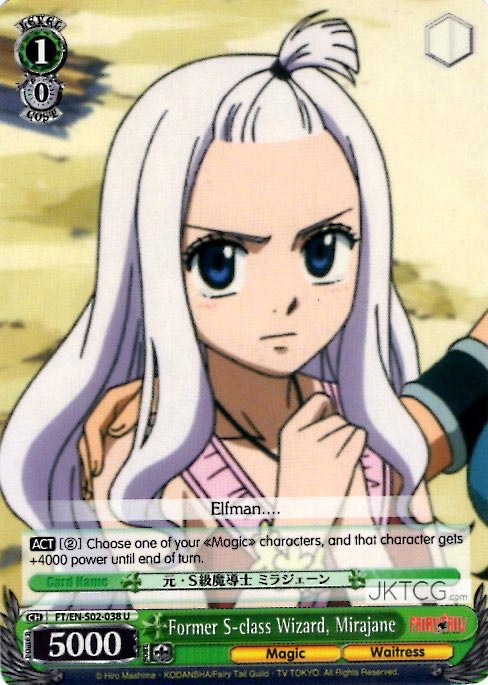 LEVEL
1
0
COST
Elfman....
ACT [②] Choose one of your «Magic» characters, and that character gets
+4000 power until end of turn.
Card Name 元・S級魔導士 ミラジェーン
JKTCG.com
FT/EN-S02-038 U
Former S-class Wizard, Mirajane FAIRY TAIL
POWER 5000 SOUL
Magic Waitress
© Hiro Mashima・KODANSHA/Fairy Tail Guild・TV TOKYO. All Rights Reserved.